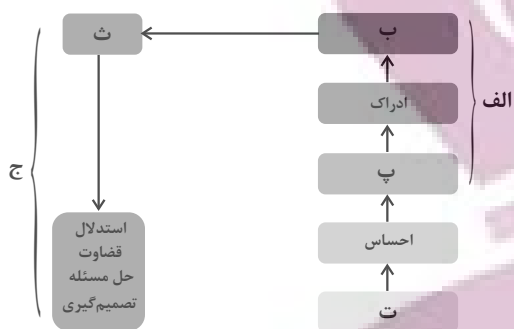 ث
ب
الف
ادراک
پ
ج
احساس
استدلال
قضاوت
حل مسئله
تصمیم‌گیری
ت